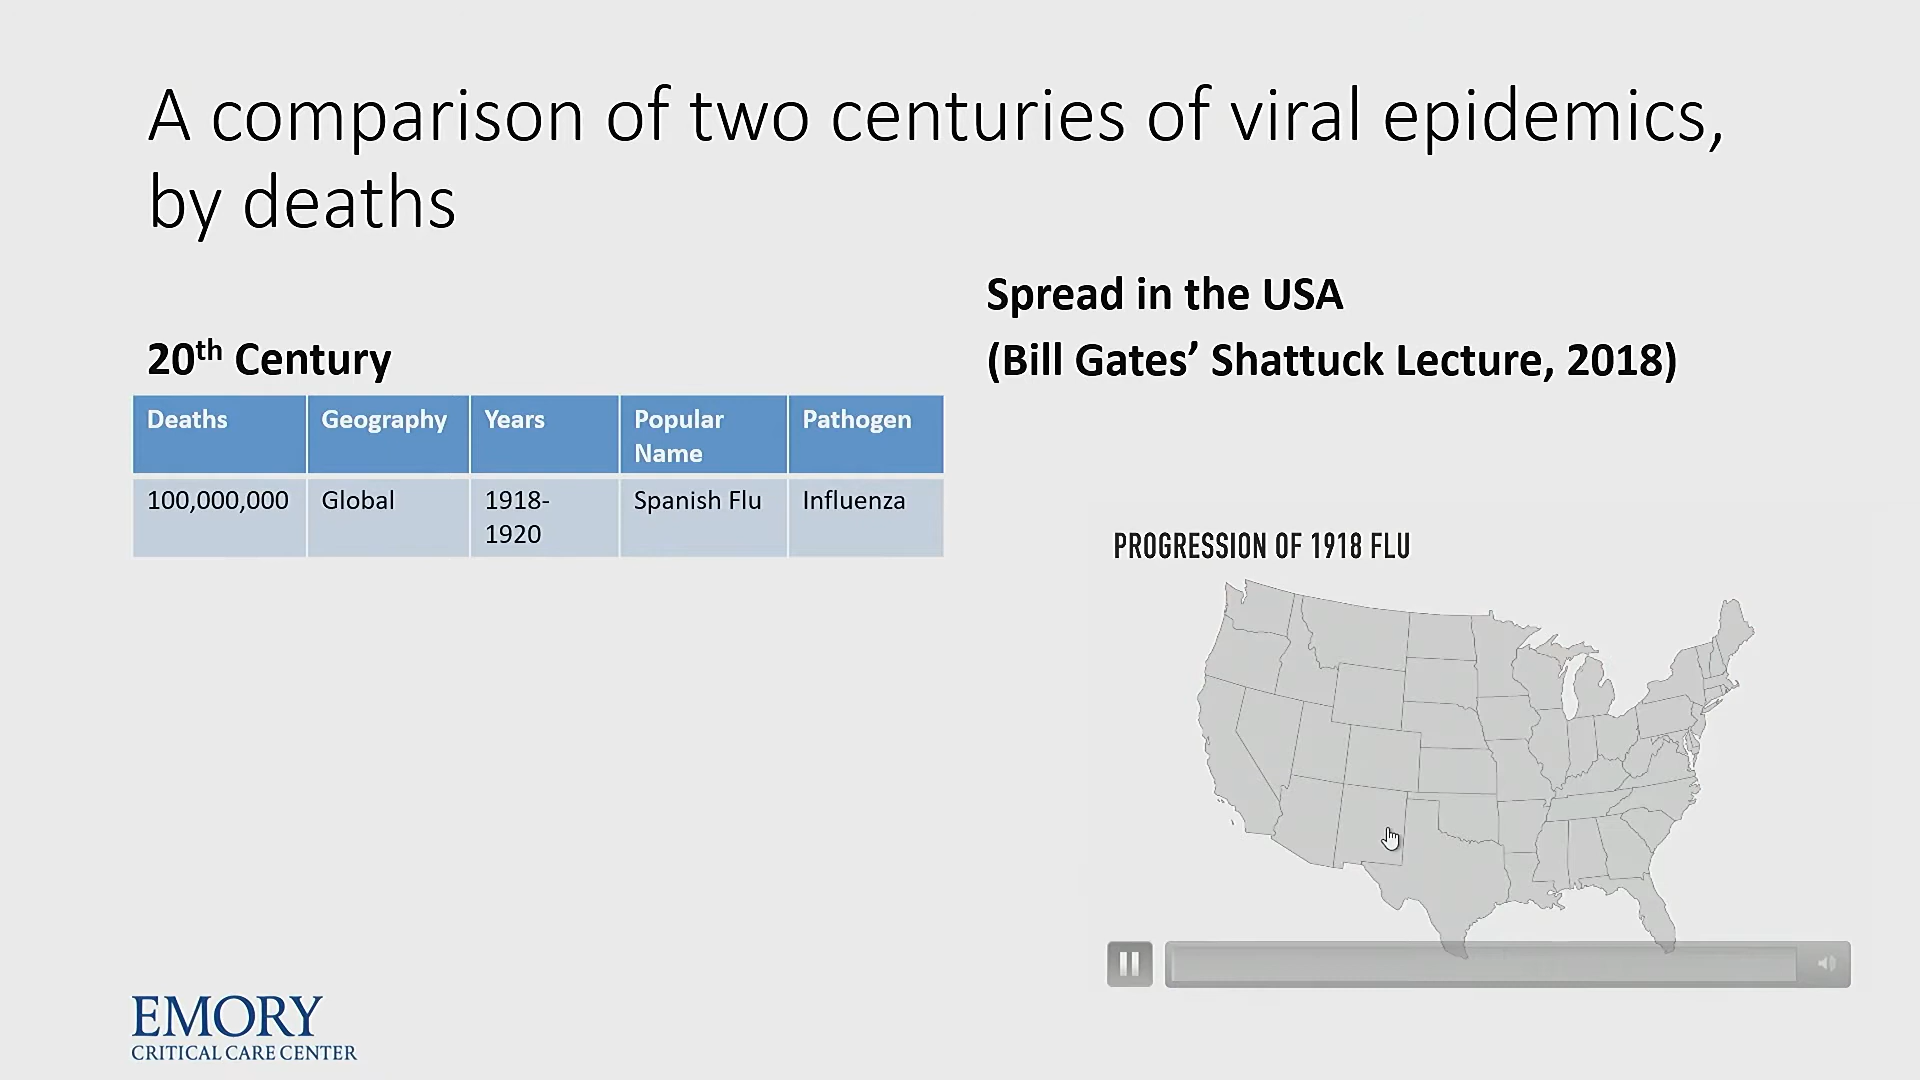 A comparison of two centuries of viral epidemics,
by deaths
20th Century
Deaths Geography Years Popular Name Pathogen
100,000,000 Global 1918-1920 Spanish Flu Influenza
Spread in the USA
(Bill Gates’ Shattuck Lecture, 2018)
PROGRESSION OF 1918 FLU
EMORY
CRITICAL CARE CENTER